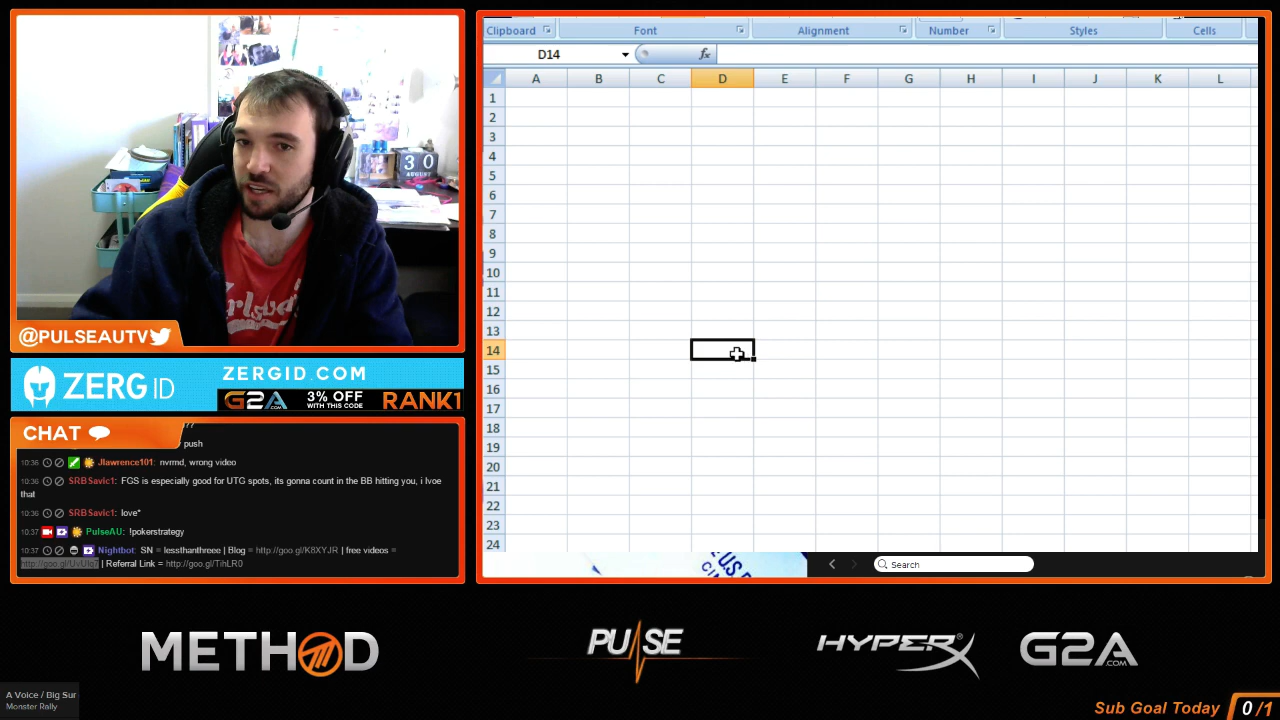 30
AUGUST
@PULSEAUTV
ZERG ID
ZERGID.COM
G2A
.COM
3% OFF
WITH THIS CODE
RANK1
CHAT
??
push
10:36 Jlawrence101: nvrmd, wrong video
10:36 SRBSavic1: FGS is especially good for UTG spots, its gonna count in the BB hitting you, i lvoe
that
10:36 SRBSavic1: love*
10:37 PulseAU: !pokerstrategy
10:37 Nightbot: SN = lessthanthreee | Blog = http://goo.gl/K8XYJR | free videos =
| Referral Link = http://goo.gl/TihLR0
Clipboard Font Alignment Number Styles Cells
D14 fx
A B C D E F G H I J K L
1
2
3
4
5
6
7
8
9
10
11
12
13
14
15
16
17
18
19
20
21
22
23
24
Search
METHOD
PULSE
HYPERX
G2A
.COM
A Voice / Big Sur
Monster Rally
Sub Goal Today 0/1